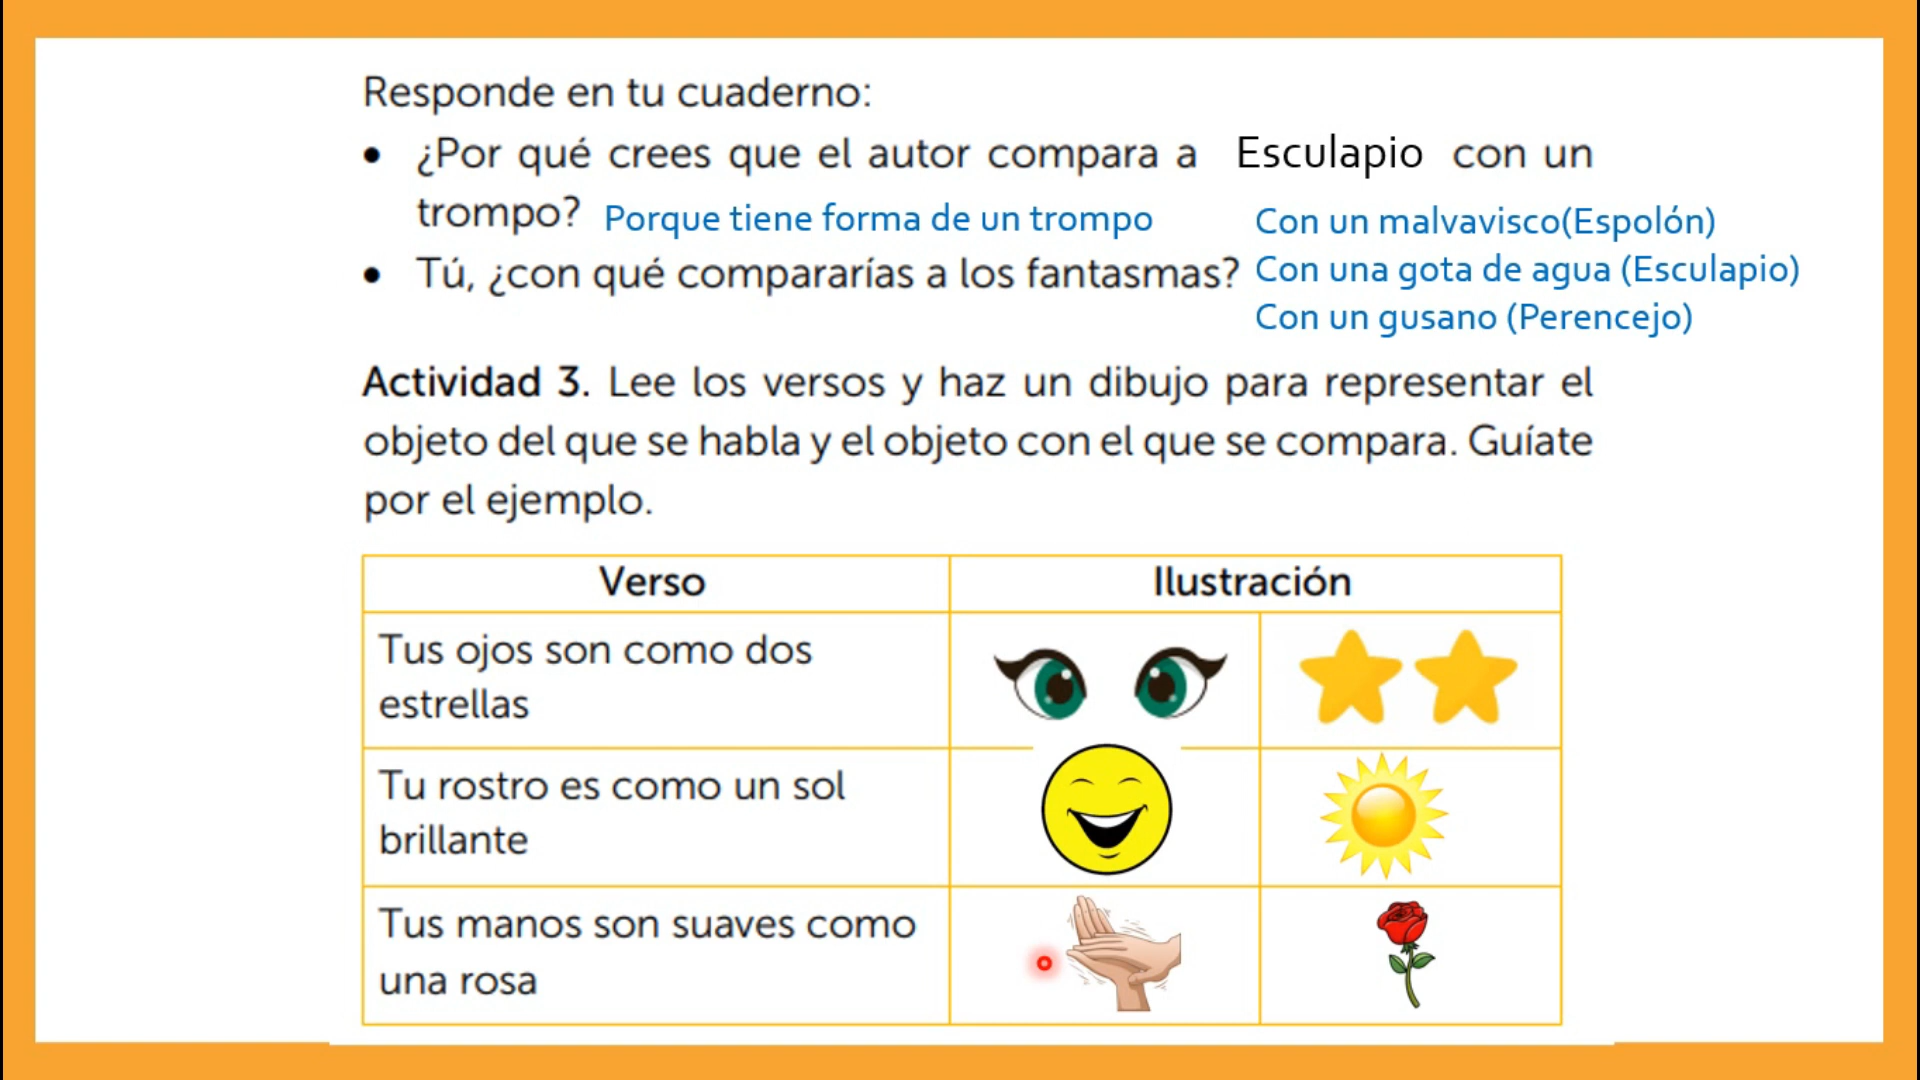 Responde en tu cuaderno:
• ¿Por qué crees que el autor compara a Esculapio con un
trompo? Porque tiene forma de un trompo
Con un malvavisco(Espolón)
• Tú, ¿con qué compararías a los fantasmas? Con una gota de agua (Esculapio)
Con un gusano (Perencejo)
Actividad 3. Lee los versos y haz un dibujo para representar el
objeto del que se habla y el objeto con el que se compara. Guíate
por el ejemplo.
Verso Ilustración
Tus ojos son como dos
estrellas
Tu rostro es como un sol
brillante
Tus manos son suaves como
una rosa